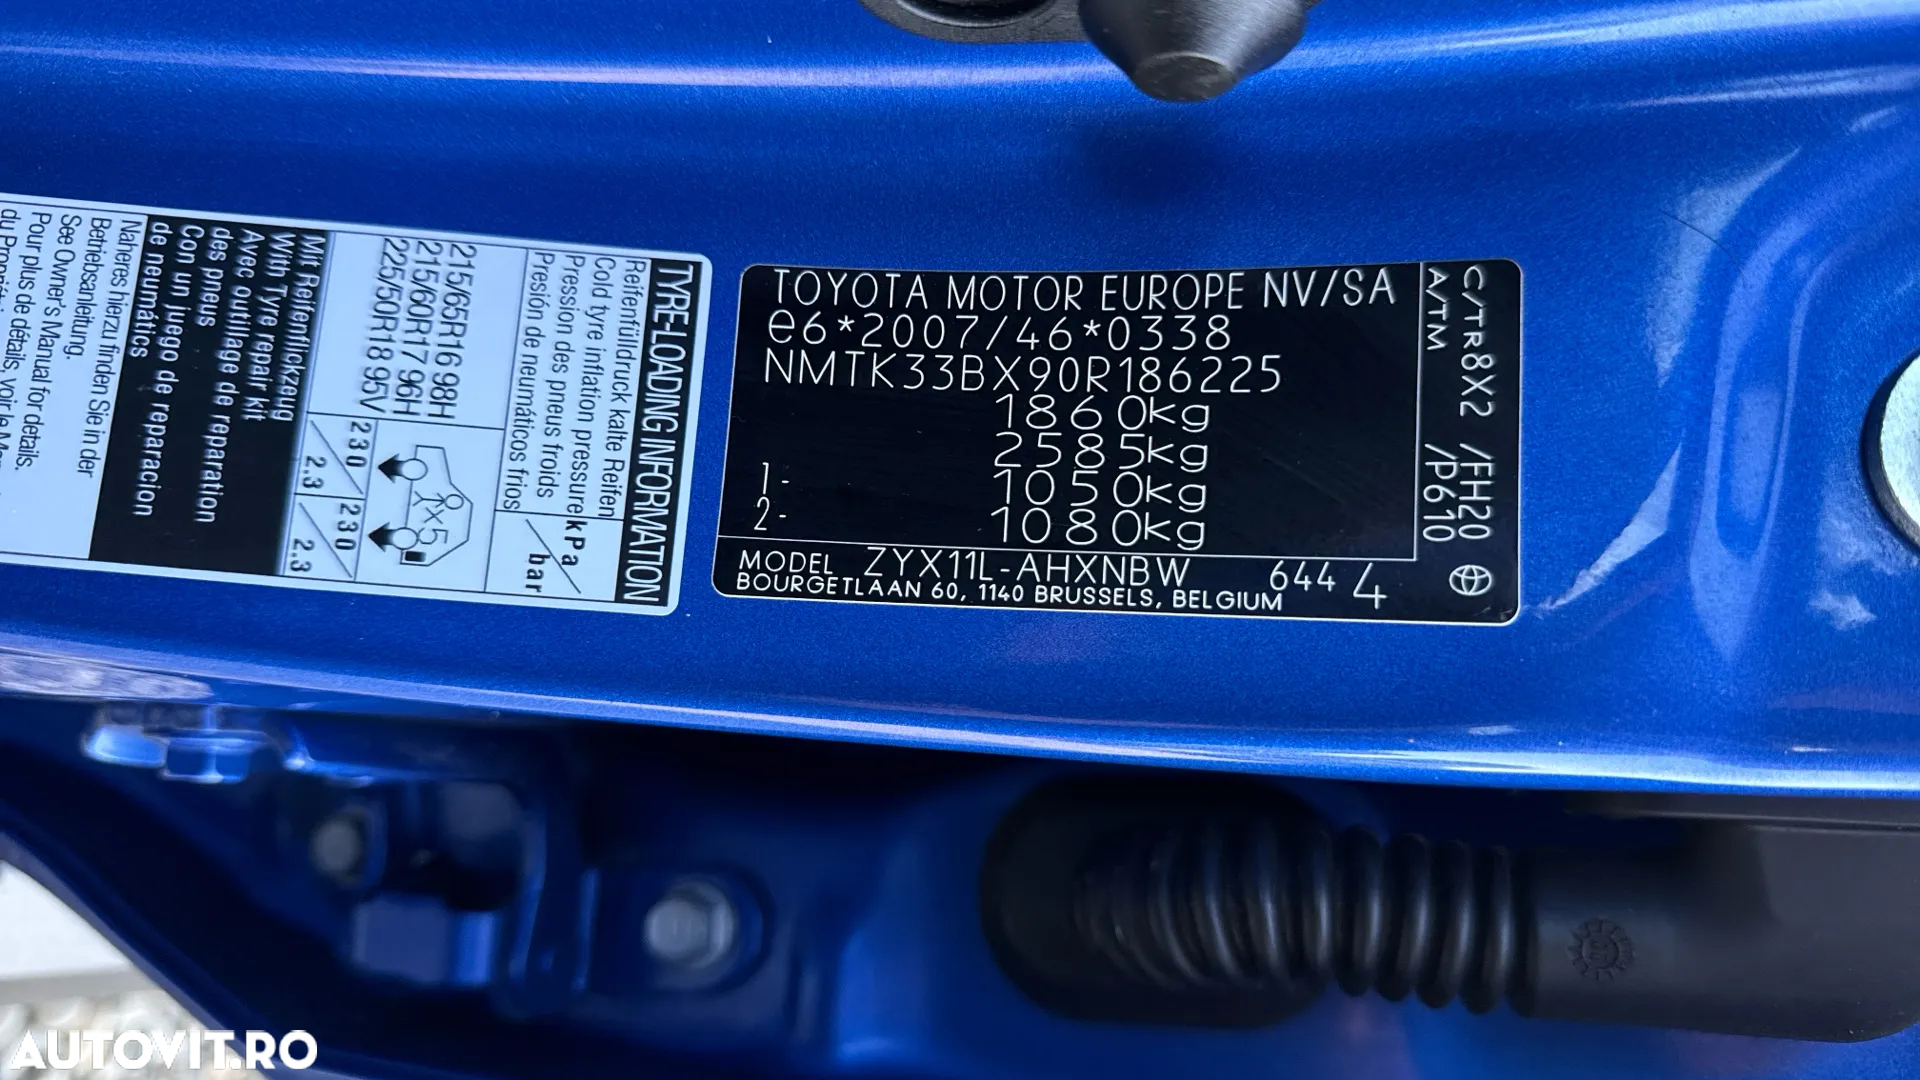 TOYOTA MOTOR EUROPE NV/SA
e6*2007/46*0338
NMTK33BX90R186225
1860kg
2585kg
1- 1050kg
2- 1080kg
MODEL ZYX11L-AHXNBW 644 4
BOURGETLAAN 60, 1140 BRUSSELS, BELGIUM
C/TR8X2 /FH20
A/TM /P610
TYRE-LOADING INFORMATION
Reifenfülldruck kalte Reifen
Cold tyre inflation pressure
Pression des pneus froids
Presión de neumáticos fríos
kPa/bar
215/65R16 98H
215/60R17 96H
225/50R18 95V
x5
230/2.3
230/2.3
Mit Reifenflickzeug
With Tyre repair kit
Avec outillage de reparation
des pneus
Con un juego de reparacion
de neumátics
Näheres hierzu finden Sie in der
Betriebsanleitung.
See Owner's Manual for details.
Pour plus de détails, voir le
AUTOVIT.RO